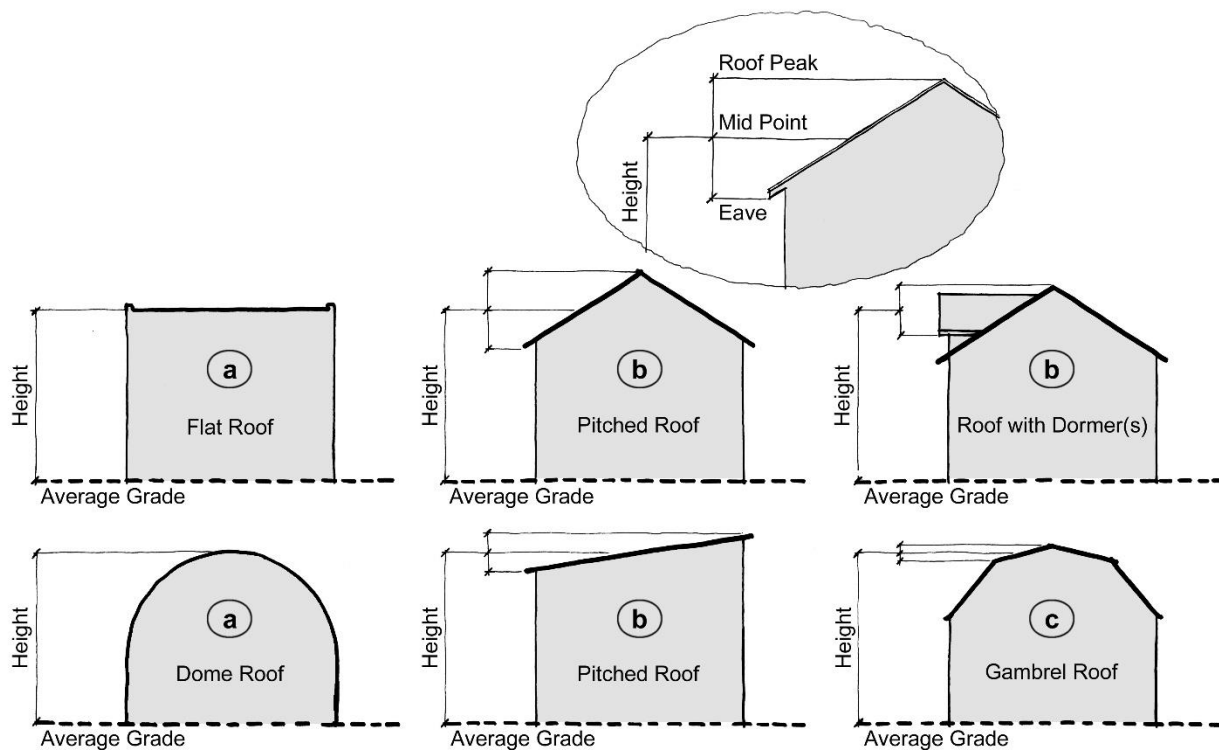 Roof Peak
Mid Point
Height
Eave
Height
a
Flat Roof
Average Grade
Height
b
Pitched Roof
Average Grade
Height
b
Roof with Dormer(s)
Average Grade
Height
a
Dome Roof
Average Grade
Height
b
Pitched Roof
Average Grade
Height
c
Gambrel Roof
Average Grade